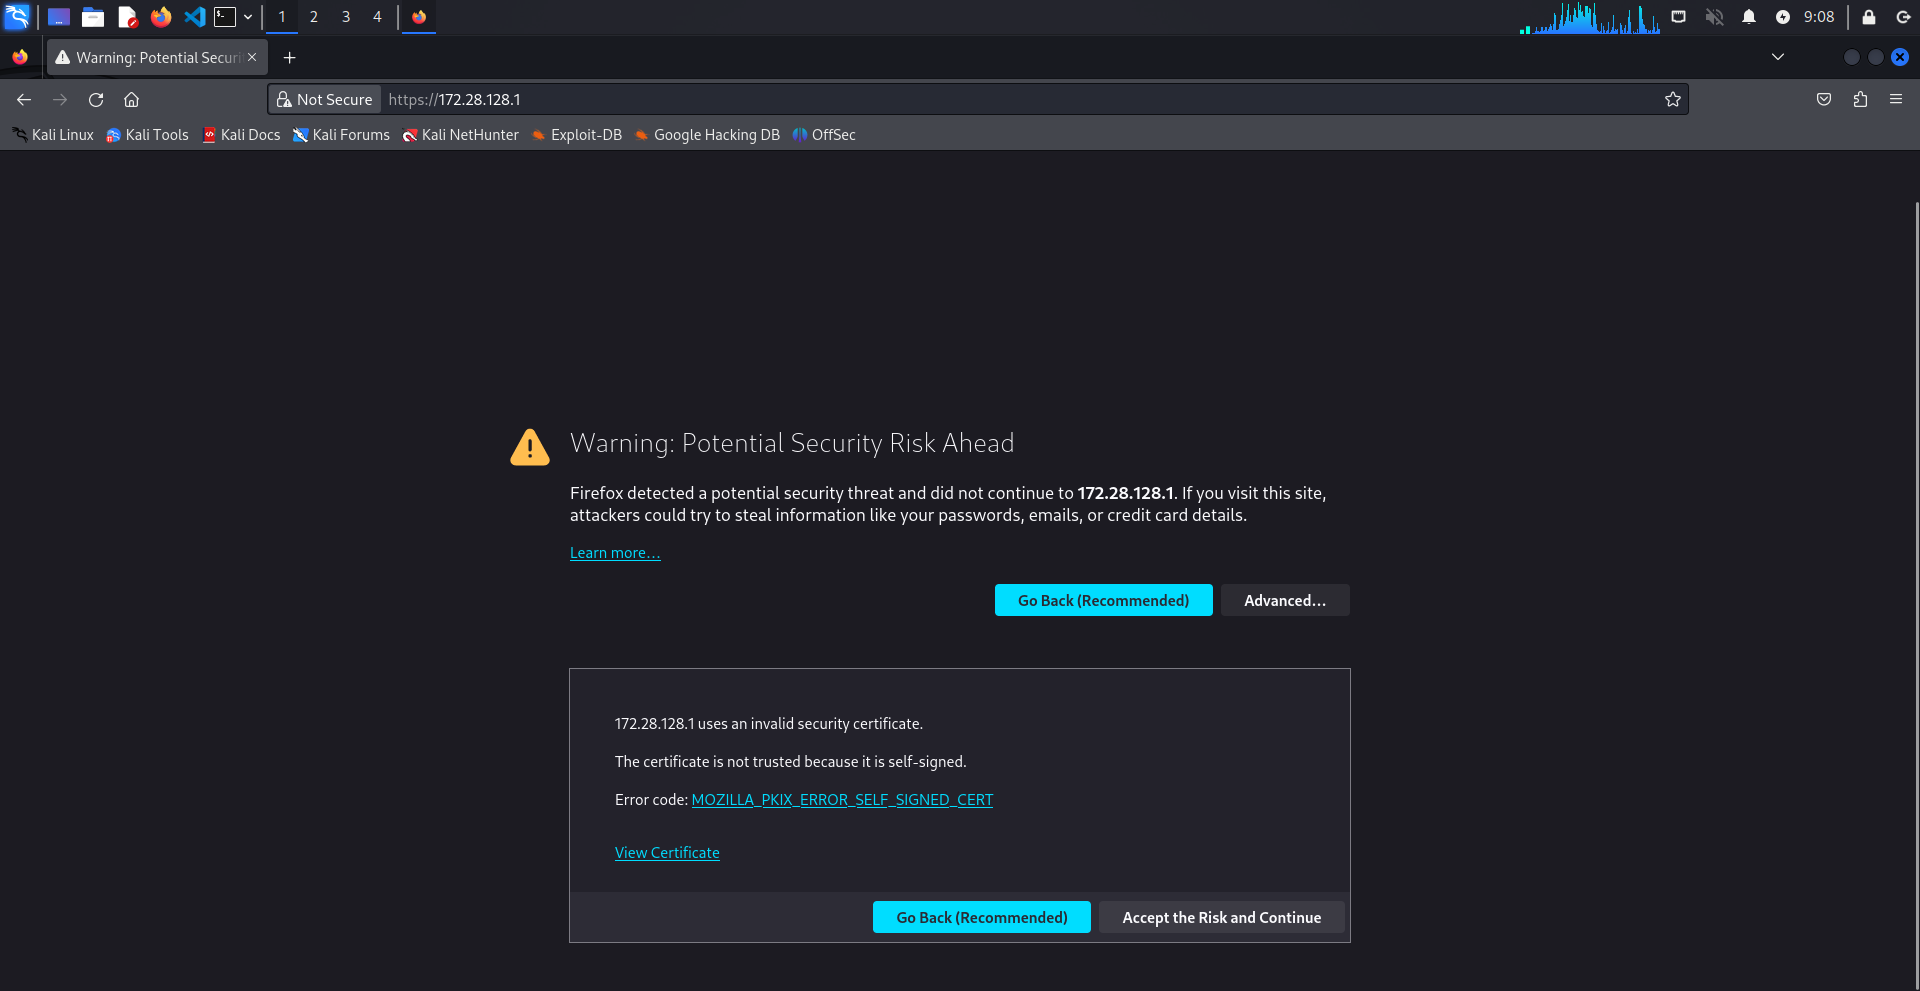 1 2 3 4 9:08
Warning: Potential Securi
Not Secure https://172.28.128.1
Kali Linux Kali Tools Kali Docs Kali Forums Kali NetHunter Exploit-DB Google Hacking DB OffSec
Warning: Potential Security Risk Ahead
Firefox detected a potential security threat and did not continue to 172.28.128.1. If you visit this site,
attackers could try to steal information like your passwords, emails, or credit card details.
Learn more…
Go Back (Recommended) Advanced…
172.28.128.1 uses an invalid security certificate.
The certificate is not trusted because it is self-signed.
Error code: MOZILLA_PKIX_ERROR_SELF_SIGNED_CERT
View Certificate
Go Back (Recommended) Accept the Risk and Continue